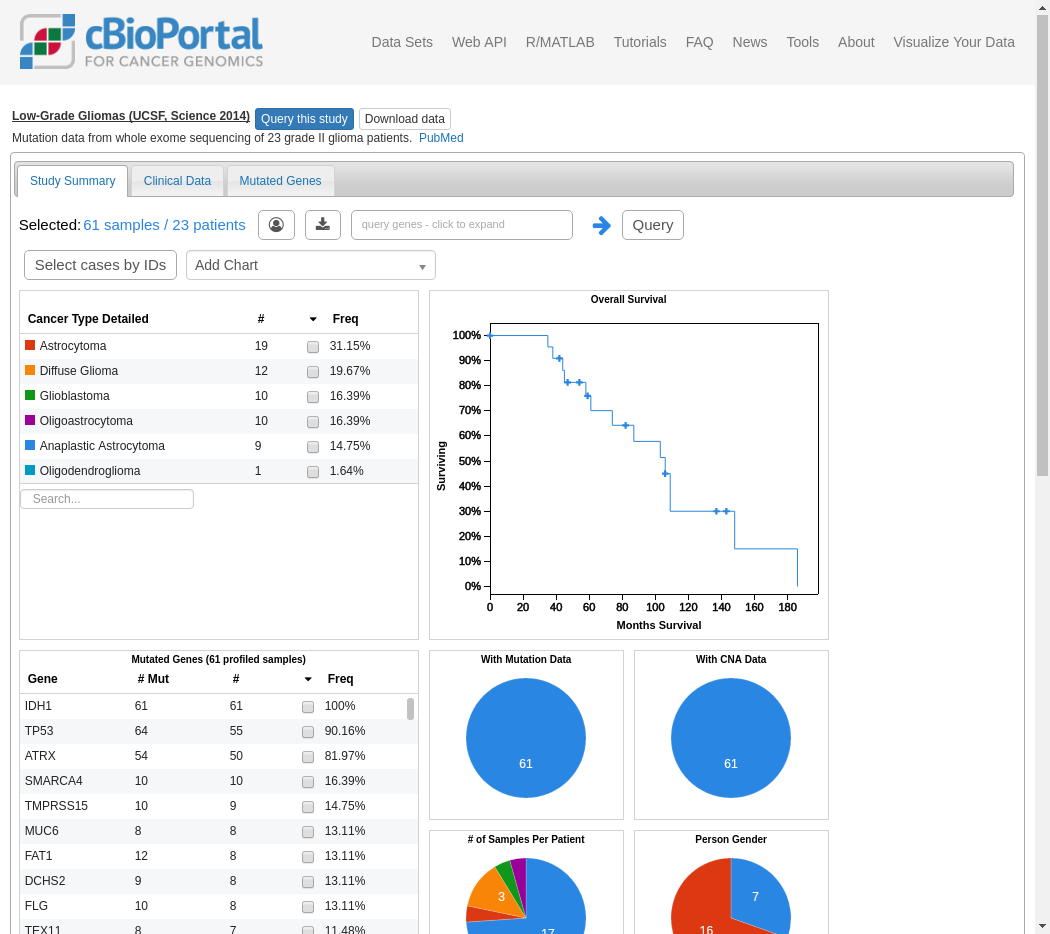 cBioPortal
FOR CANCER GENOMICS
Data Sets Web API R/MATLAB Tutorials FAQ News Tools About Visualize Your Data
Low-Grade Gliomas (UCSF, Science 2014) Query this study Download data
Mutation data from whole exome sequencing of 23 grade II glioma patients. PubMed
Study Summary Clinical Data Mutated Genes
Selected: 61 samples / 23 patients query genes - click to expand Query
Select cases by IDs Add Chart
Cancer Type Detailed # Freq
Astrocytoma 19 31.15%
Diffuse Glioma 12 19.67%
Glioblastoma 10 16.39%
Oligoastrocytoma 10 16.39%
Anaplastic Astrocytoma 9 14.75%
Oligodendroglioma 1 1.64%
Search...
Overall Survival
Surviving
100%
90%
80%
70%
60%
50%
40%
30%
20%
10%
0%
0 20 40 60 80 100 120 140 160 180
Months Survival
Mutated Genes (61 profiled samples)
Gene # Mut # Freq
IDH1 61 61 100%
TP53 64 55 90.16%
ATRX 54 50 81.97%
SMARCA4 10 10 16.39%
TMPRSS15 10 9 14.75%
MUC6 8 8 13.11%
FAT1 12 8 13.11%
DCHS2 9 8 13.11%
FLG 10 8 13.11%
TEX11 8 7 11.48%
With Mutation Data
61
With CNA Data
61
# of Samples Per Patient
3
17
Person Gender
7
16